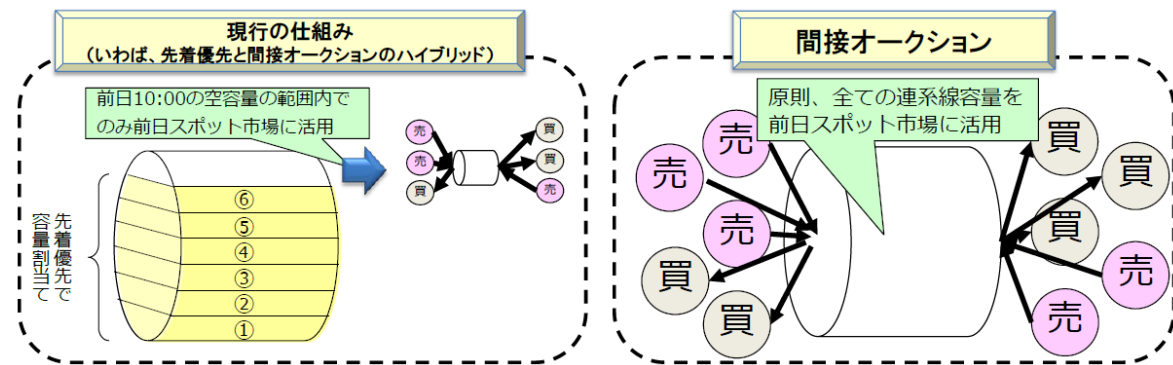 現行の仕組み
（いわば、先着優先と間接オークションのハイブリッド）
前日10:00の空容量の範囲内で
のみ前日スポット市場に活用
売
売
買
買
買
売
先着優先で
容量割当て
⑥
⑤
④
③
②
①
間接オークション
原則、全ての連系線容量を
前日スポット市場に活用
売
売
売
買
買
買
買
買
売
売